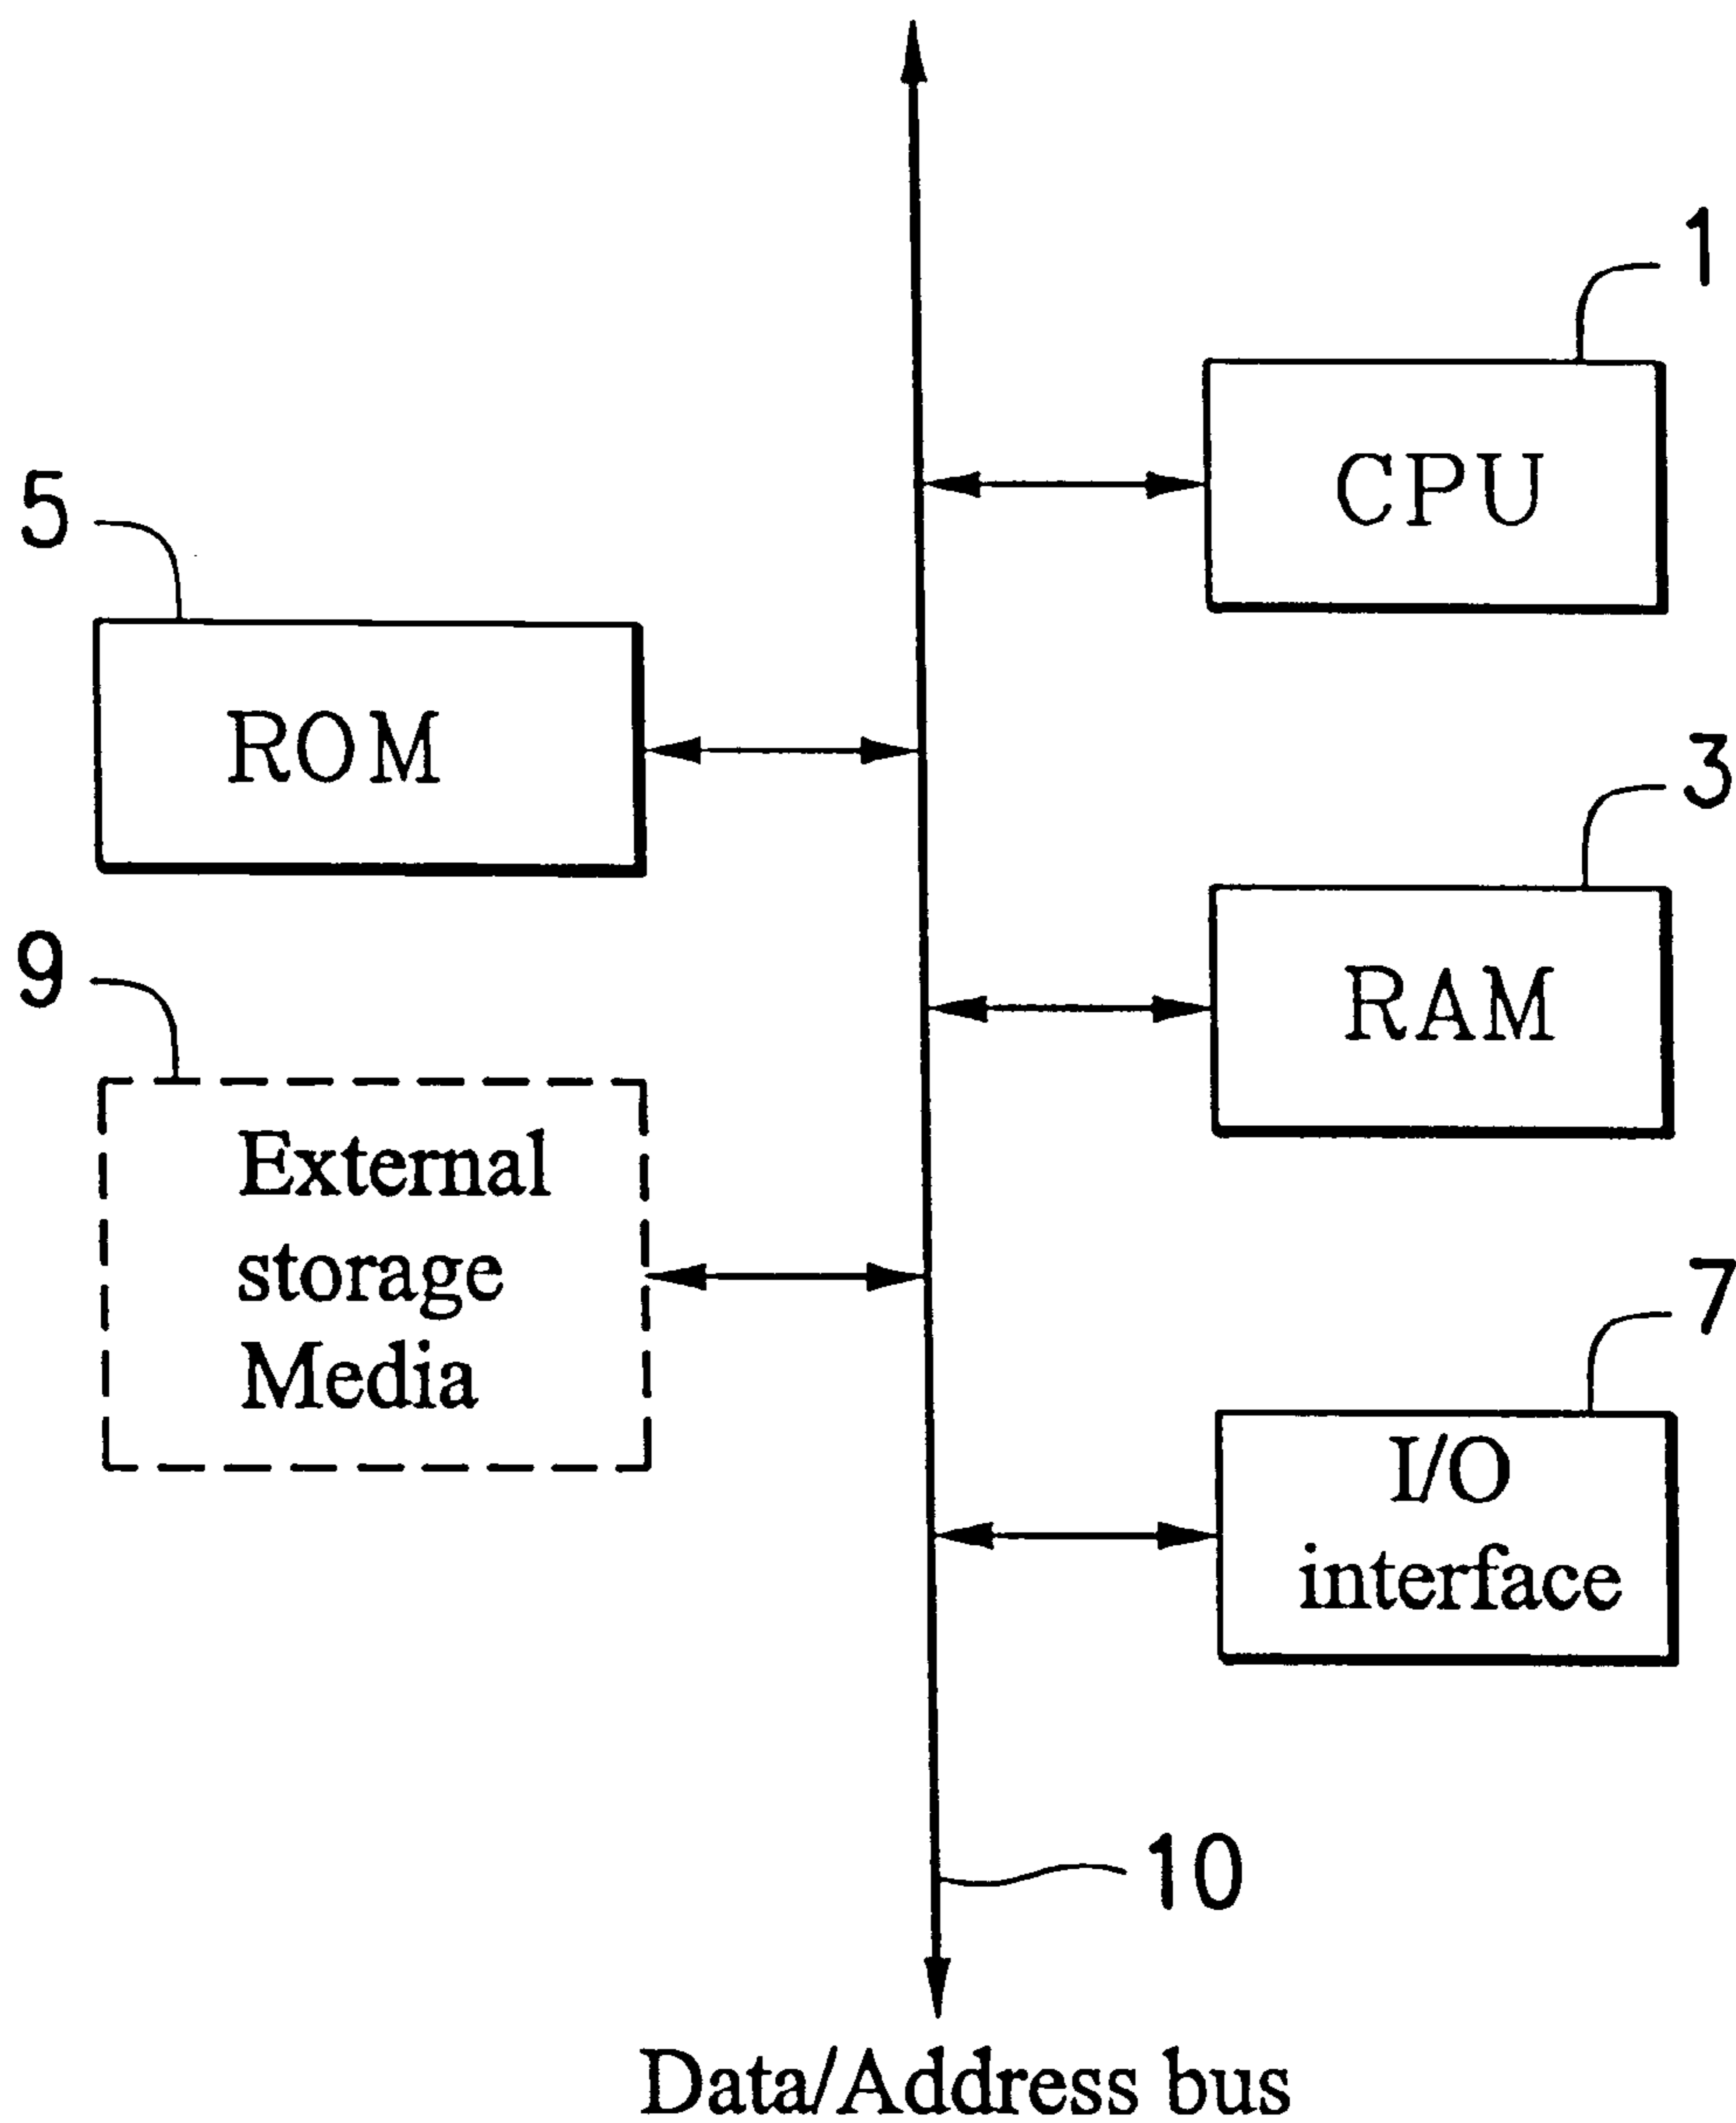 1
CPU
5
ROM
3
RAM
9
External
storage
Media
7
I/O
interface
10
Data/Address bus